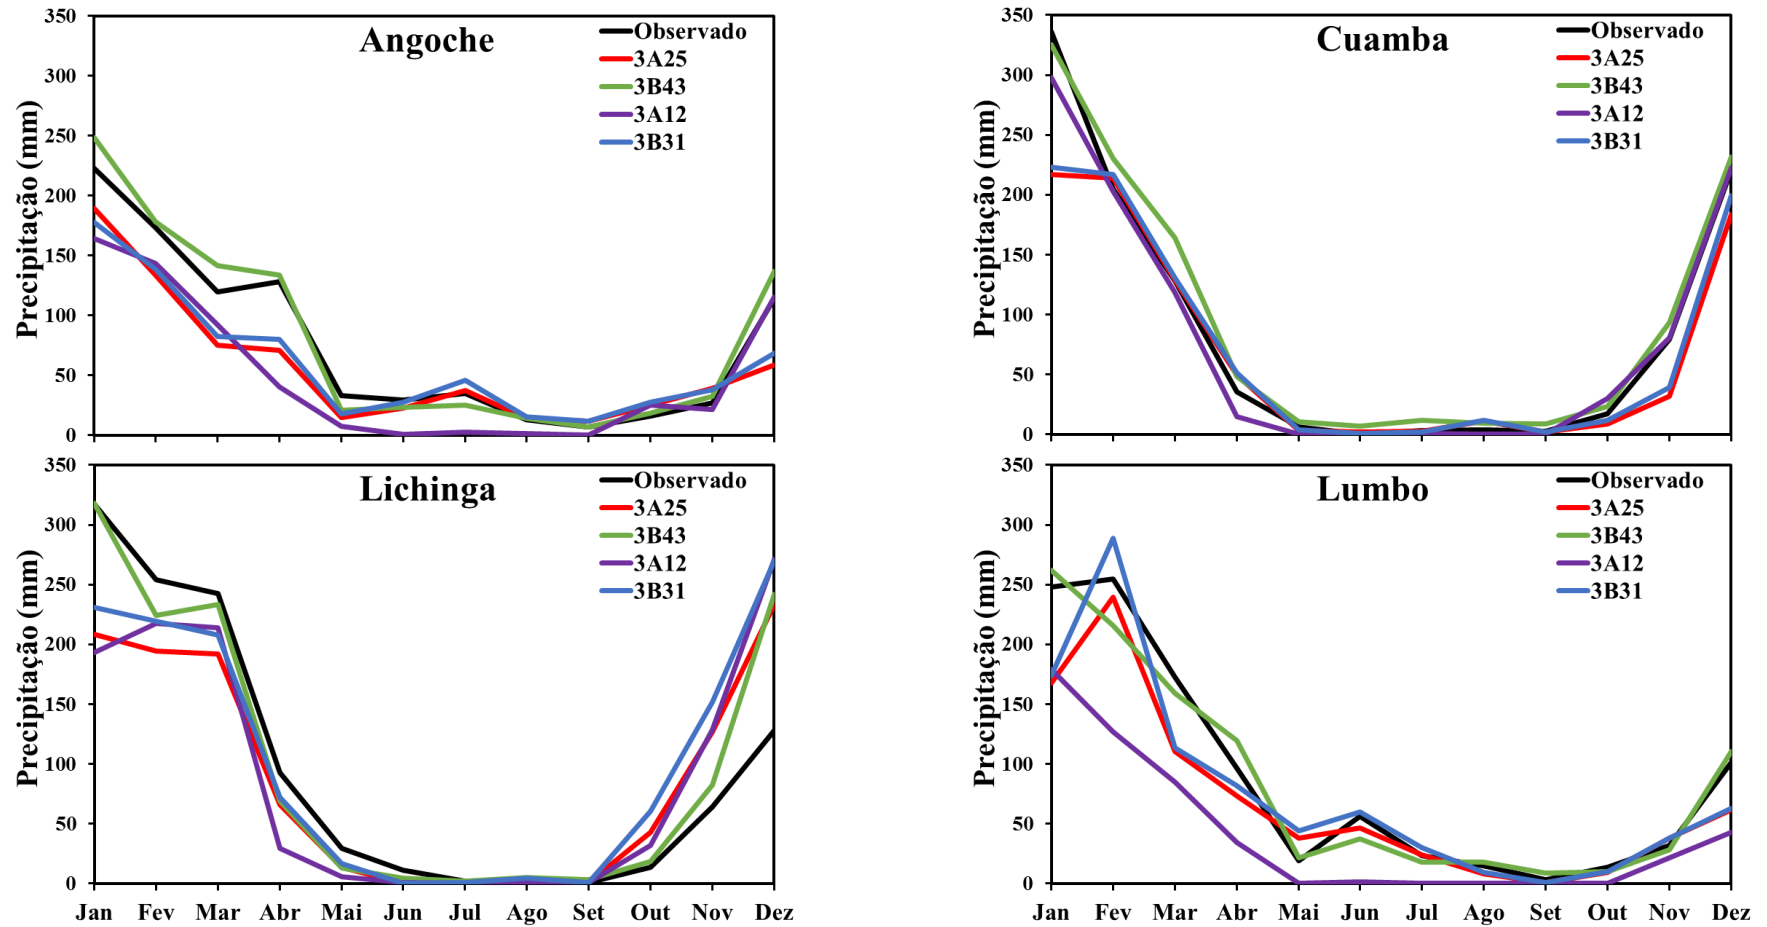 Angoche
Precipitação (mm)
350
300
250
200
150
100
50
0
Observado
3A25
3B43
3A12
3B31
Cuamba
Precipitação (mm)
350
300
250
200
150
100
50
0
Observado
3A25
3B43
3A12
3B31
Lichinga
Precipitação (mm)
350
300
250
200
150
100
50
0
Observado
3A25
3B43
3A12
3B31
Jan Fev Mar Abr Mai Jun Jul Ago Set Out Nov Dez
Lumbo
Precipitação (mm)
350
300
250
200
150
100
50
0
Observado
3A25
3B43
3A12
3B31
Jan Fev Mar Abr Mai Jun Jul Ago Set Out Nov Dez